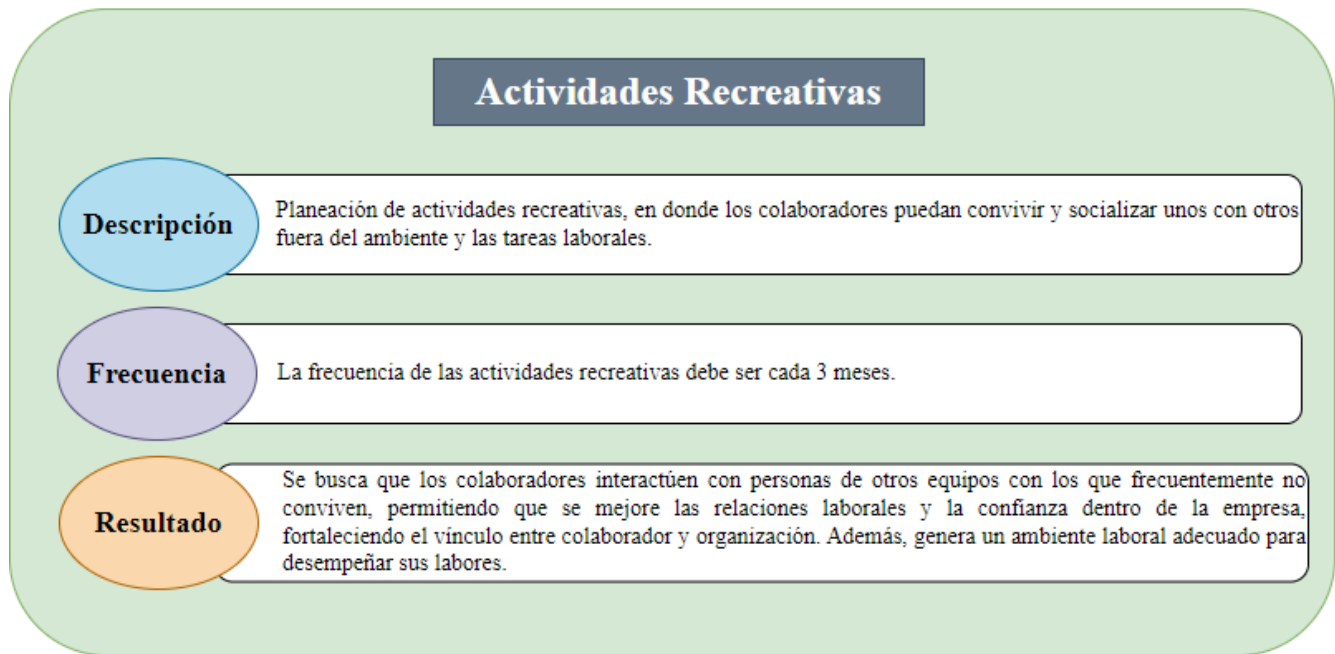 Actividades Recreativas
Descripción
Planeación de actividades recreativas, en donde los colaboradores puedan convivir y socializar unos con otros
fuera del ambiente y las tareas laborales.
Frecuencia
La frecuencia de las actividades recreativas debe ser cada 3 meses.
Resultado
Se busca que los colaboradores interactúen con personas de otros equipos con los que frecuentemente no
conviven, permitiendo que se mejore las relaciones laborales y la confianza dentro de la empresa,
fortaleciendo el vínculo entre colaborador y organización. Además, genera un ambiente laboral adecuado para
desempeñar sus labores.